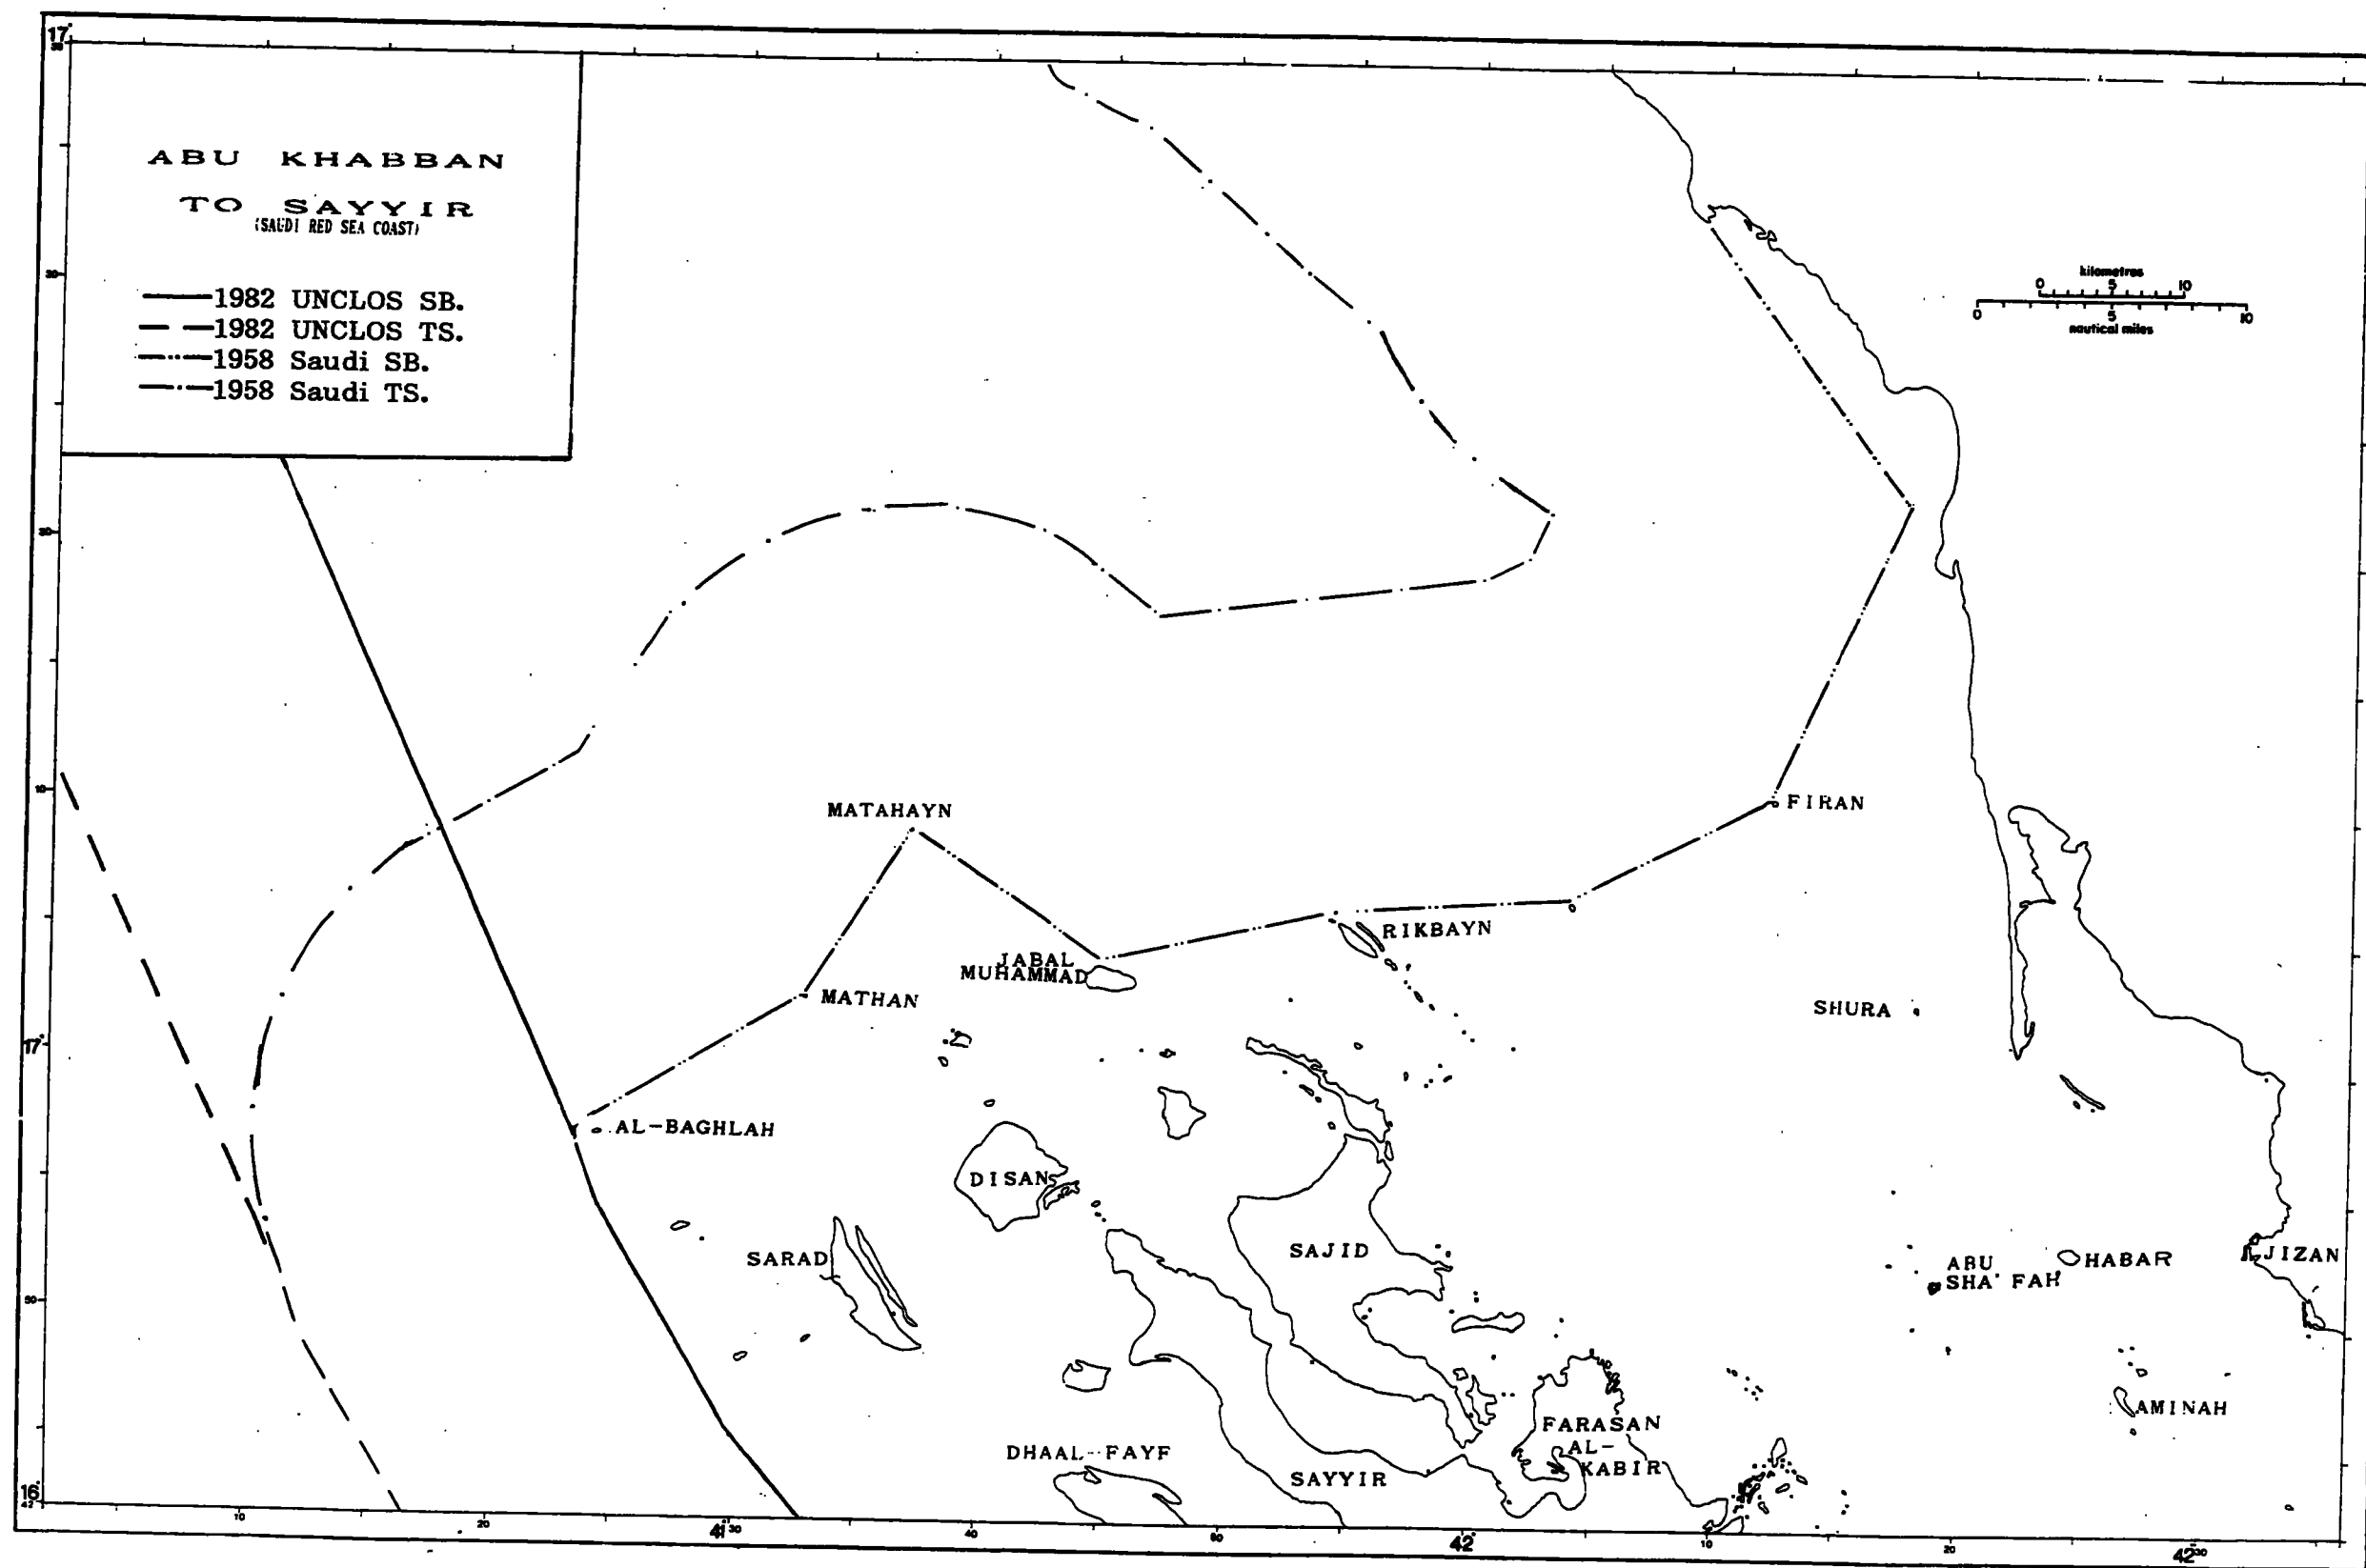 ABU KHABBAN
TO SAYYIR
(SAUDI RED SEA COAST)
1982 UNCLOS SB.
1982 UNCLOS TS.
1958 Saudi SB.
1958 Saudi TS.
kilometres
0 5 10
0 5 10
nautical miles
17
30
20
10
17
50
16
42
MATAHAYN
FIRAN
RIKBAYN
JABAL
MUHAMMAD
MATHAN
SHURA
AL-BAGHLAH
DISAN
SARAD
SAJID
ABU
SHA'FAH
HABAR
JIZAN
AMINAH
FARASAN
AL-
KABIR
DHAAL-FAYF
SAYYIR
10 20 41 30 40 50 42 10 20 42 30